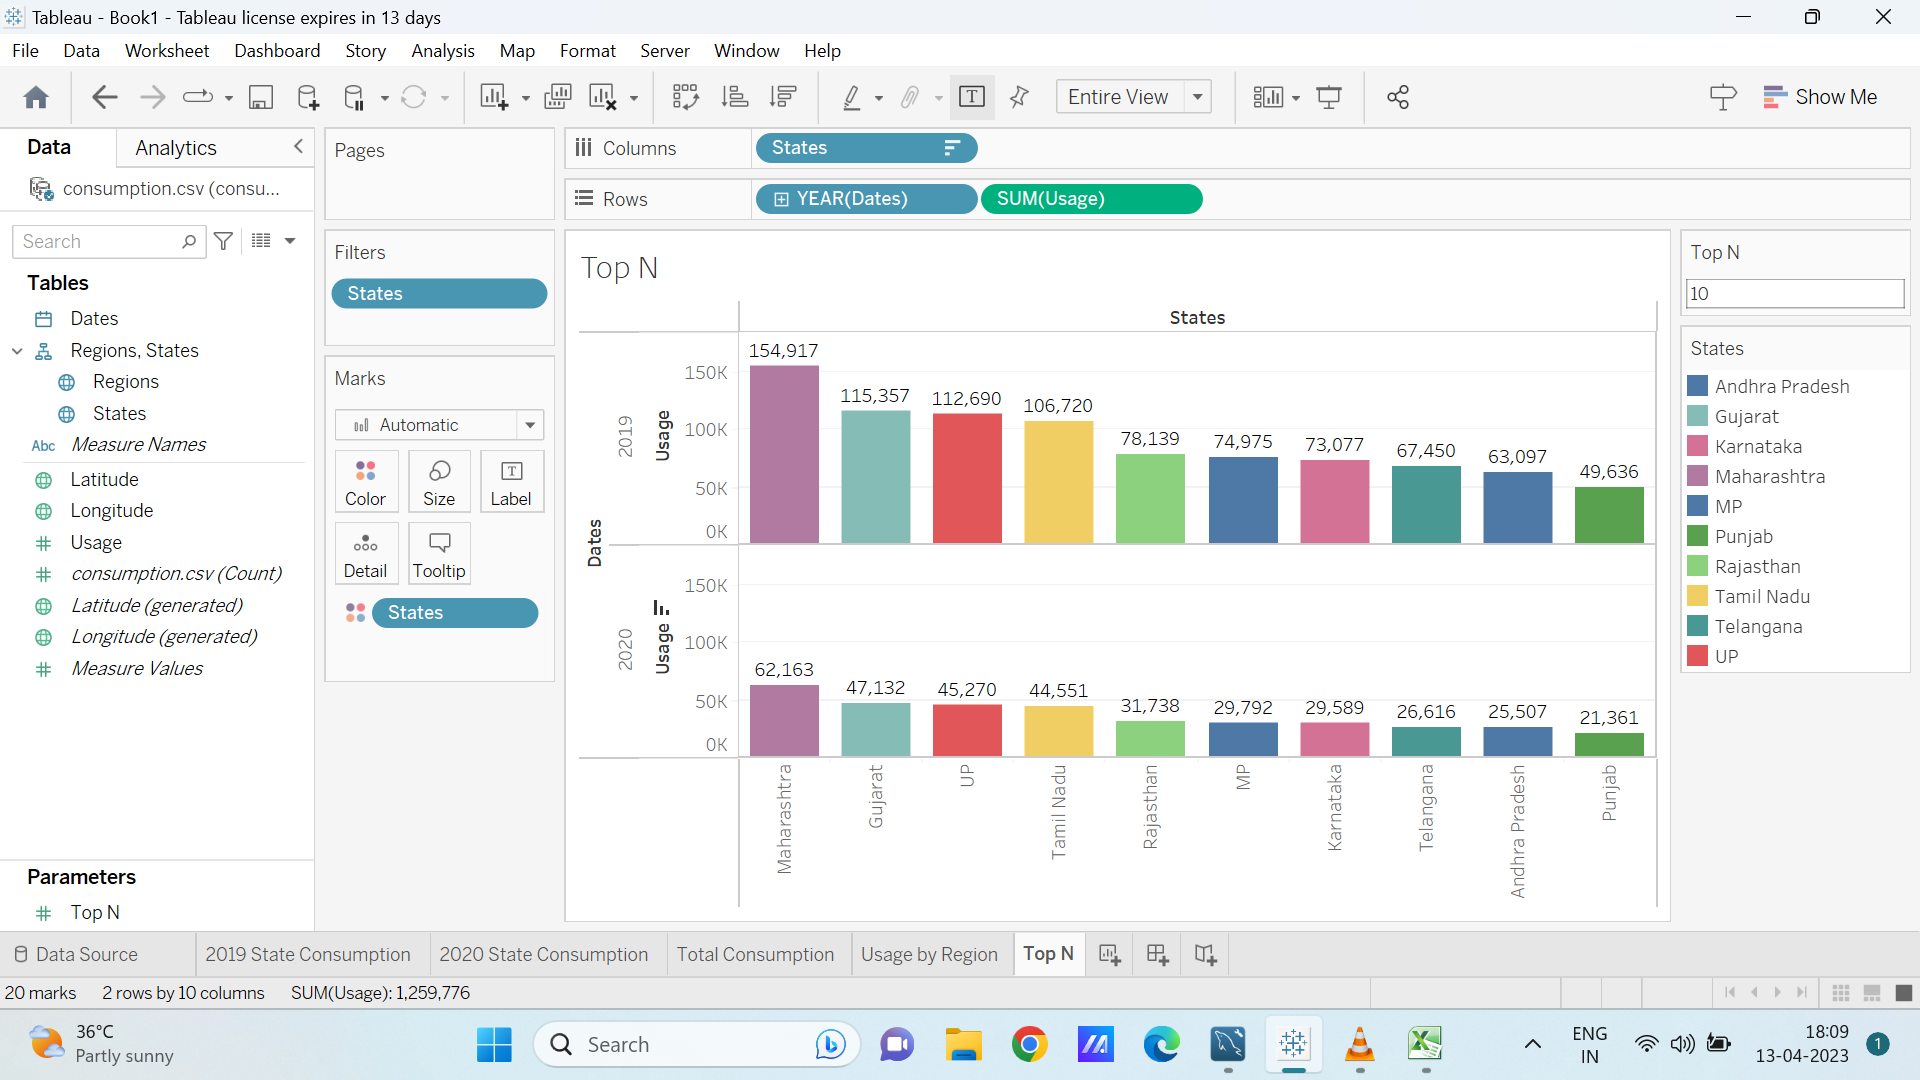 Tableau - Book1 - Tableau license expires in 13 days
File Data Worksheet Dashboard Story Analysis Map Format Server Window Help
Entire View
Show Me
Data
Analytics
consumption.csv (consu...
Search
Tables
Dates
Regions, States
Regions
States
Abc Measure Names
Latitude
Longitude
Usage
consumption.csv (Count)
Latitude (generated)
Longitude (generated)
Measure Values
Parameters
Top N
Pages
Filters
States
Marks
Automatic
Color Size Label
Detail Tooltip
States
Columns
States
Rows
YEAR(Dates) SUM(Usage)
Top N
States
Dates
2019
Usage
150K
100K
50K
0K
154,917 115,357 112,690 106,720 78,139 74,975 73,077 67,450 63,097 49,636
2020
Usage
150K
100K
50K
0K
62,163 47,132 45,270 44,551 31,738 29,792 29,589 26,616 25,507 21,361
Maharashtra
Gujarat
UP
Tamil Nadu
Rajasthan
MP
Karnataka
Telangana
Andhra Pradesh
Punjab
Top N
10
States
Andhra Pradesh
Gujarat
Karnataka
Maharashtra
MP
Punjab
Rajasthan
Tamil Nadu
Telangana
UP
Data Source 2019 State Consumption 2020 State Consumption Total Consumption Usage by Region Top N
20 marks 2 rows by 10 columns SUM(Usage): 1,259,776
36°C
Partly sunny
Search
ENG
IN
18:09
13-04-2023
1